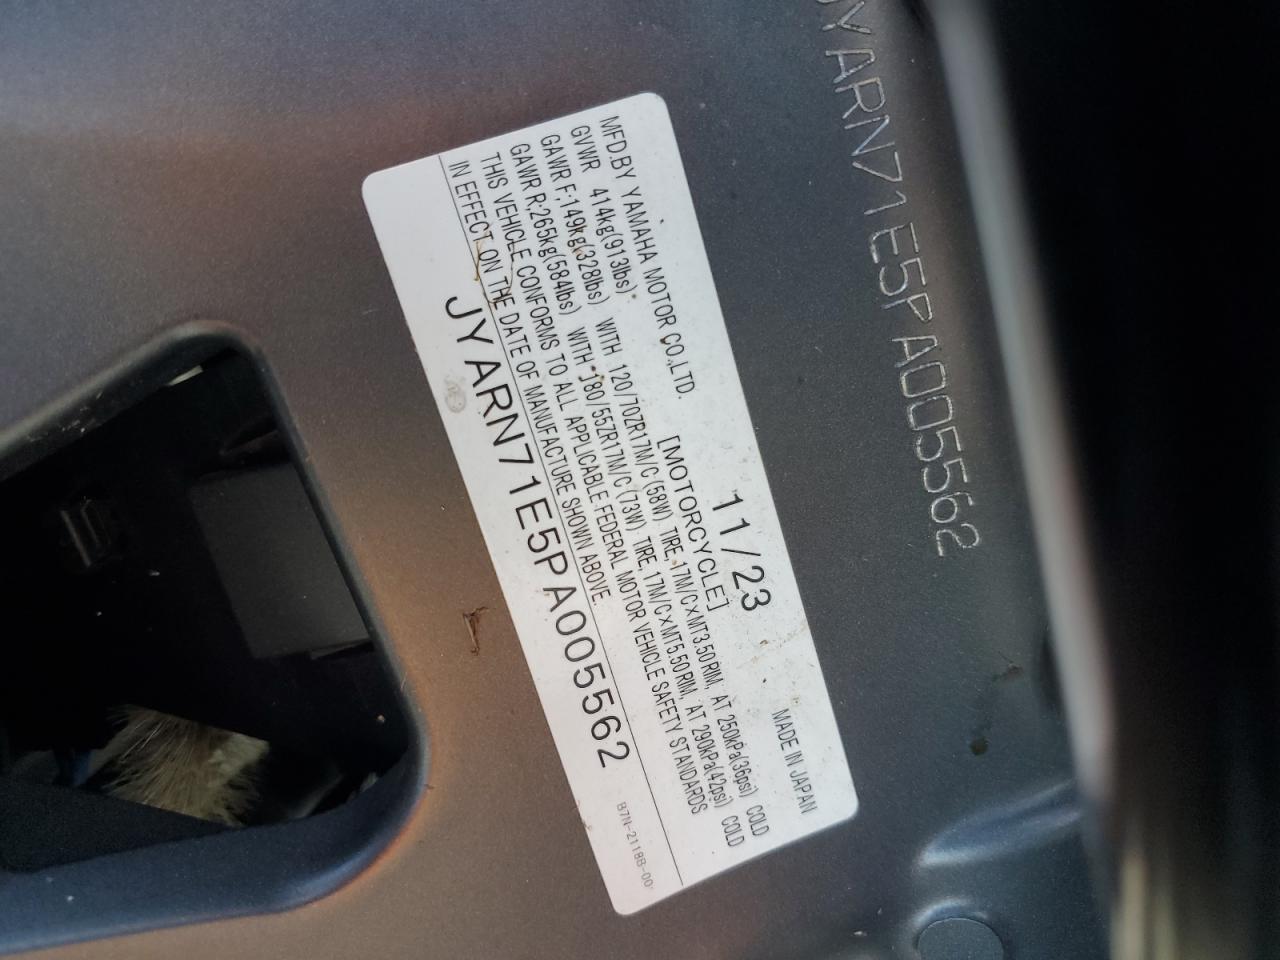 MFD.BY YAMAHA MOTOR CO.,LTD. 11/23 MADE IN JAPAN
GVWR 414kg(913lbs) [MOTORCYCLE]
GAWR F;149kg(328lbs) WITH 120/70ZR17M/C(58W) TIRE,17M/C×MT3.50RIM, AT 250kPa(36psi) COLD
GAWR R;265kg(584lbs) WITH 180/55ZR17M/C(73W) TIRE,17M/C×MT5.50RIM, AT 290kPa(42psi) COLD
THIS VEHICLE CONFORMS TO ALL APPLICABLE FEDERAL MOTOR VEHICLE SAFETY STANDARDS
IN EFFECT ON THE DATE OF MANUFACTURE SHOWN ABOVE.
JYARN71E5PA005562
B7N-2118B-00
JYARN71E5PA005562